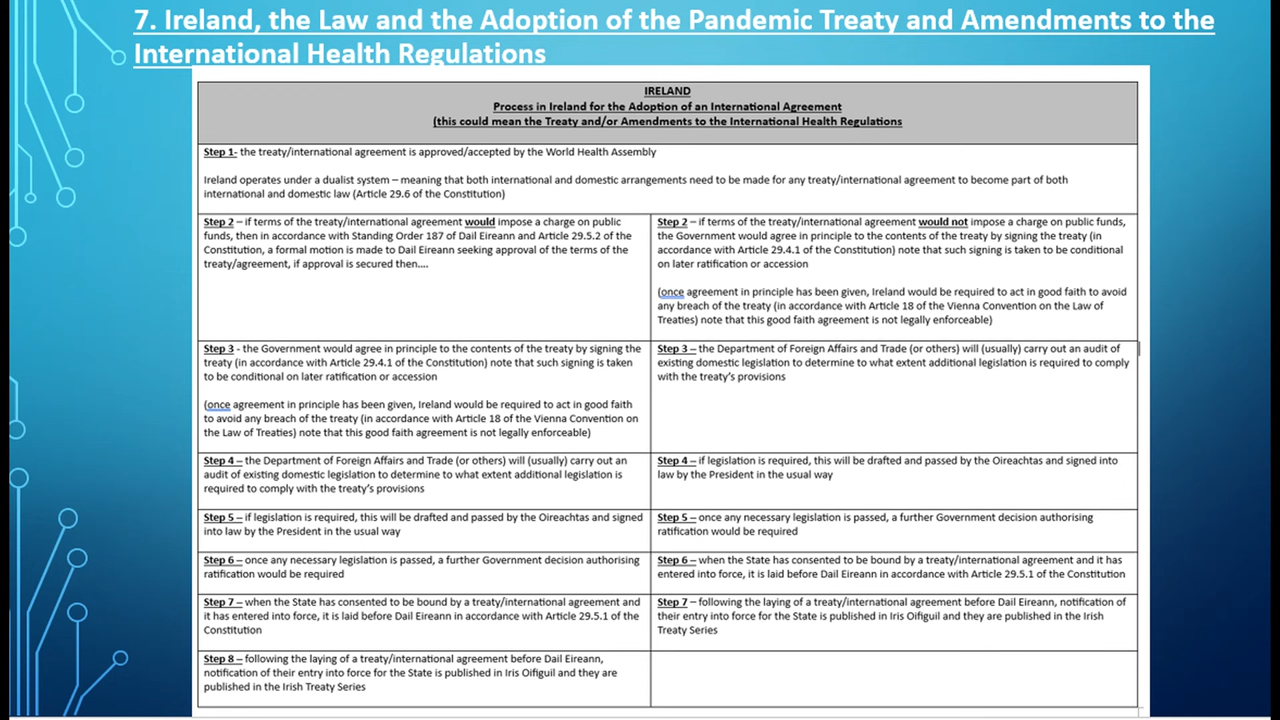 7. Ireland, the Law and the Adoption of the Pandemic Treaty and Amendments to the
International Health Regulations
IRELAND
Process in Ireland for the Adoption of an International Agreement
(this could mean the Treaty and/or Amendments to the International Health Regulations
Step 1- the treaty/international agreement is approved/accepted by the World Health Assembly
Ireland operates under a dualist system – meaning that both international and domestic arrangements need to be made for any treaty/international agreement to become part of both
international and domestic law (Article 29.6 of the Constitution)
Step 2 – if terms of the treaty/international agreement would impose a charge on public
funds, then in accordance with Standing Order 187 of Dail Eireann and Article 29.5.2 of the
Constitution, a formal motion is made to Dail Eireann seeking approval of the terms of the
treaty/agreement, if approval is secured then....
Step 2 – if terms of the treaty/international agreement would not impose a charge on public funds,
the Government would agree in principle to the contents of the treaty by signing the treaty (in
accordance with Article 29.4.1 of the Constitution) note that such signing is taken to be conditional
on later ratification or accession
(once agreement in principle has been given, Ireland would be required to act in good faith to avoid
any breach of the treaty (in accordance with Article 18 of the Vienna Convention on the Law of
Treaties) note that this good faith agreement is not legally enforceable)
Step 3 - the Government would agree in principle to the contents of the treaty by signing the
treaty (in accordance with Article 29.4.1 of the Constitution) note that such signing is taken
to be conditional on later ratification or accession
(once agreement in principle has been given, Ireland would be required to act in good faith
to avoid any breach of the treaty (in accordance with Article 18 of the Vienna Convention on
the Law of Treaties) note that this good faith agreement is not legally enforceable)
Step 3 – the Department of Foreign Affairs and Trade (or others) will (usually) carry out an audit of
existing domestic legislation to determine to what extent additional legislation is required to comply
with the treaty's provisions
Step 4 – the Department of Foreign Affairs and Trade (or others) will (usually) carry out an
audit of existing domestic legislation to determine to what extent additional legislation is
required to comply with the treaty's provisions
Step 4 – if legislation is required, this will be drafted and passed by the Oireachtas and signed into
law by the President in the usual way
Step 5 – if legislation is required, this will be drafted and passed by the Oireachtas and signed
into law by the President in the usual way
Step 5 – once any necessary legislation is passed, a further Government decision authorising
ratification would be required
Step 6 – once any necessary legislation is passed, a further Government decision authorising
ratification would be required
Step 6 – when the State has consented to be bound by a treaty/international agreement and it has
entered into force, it is laid before Dail Eireann in accordance with Article 29.5.1 of the Constitution
Step 7 – when the State has consented to be bound by a treaty/international agreement and
it has entered into force, it is laid before Dail Eireann in accordance with Article 29.5.1 of the
Constitution
Step 7 – following the laying of a treaty/international agreement before Dail Eireann, notification of
their entry into force for the State is published in Iris Oifiguil and they are published in the Irish
Treaty Series
Step 8 – following the laying of a treaty/international agreement before Dail Eireann,
notification of their entry into force for the State is published in Iris Oifiguil and they are
published in the Irish Treaty Series